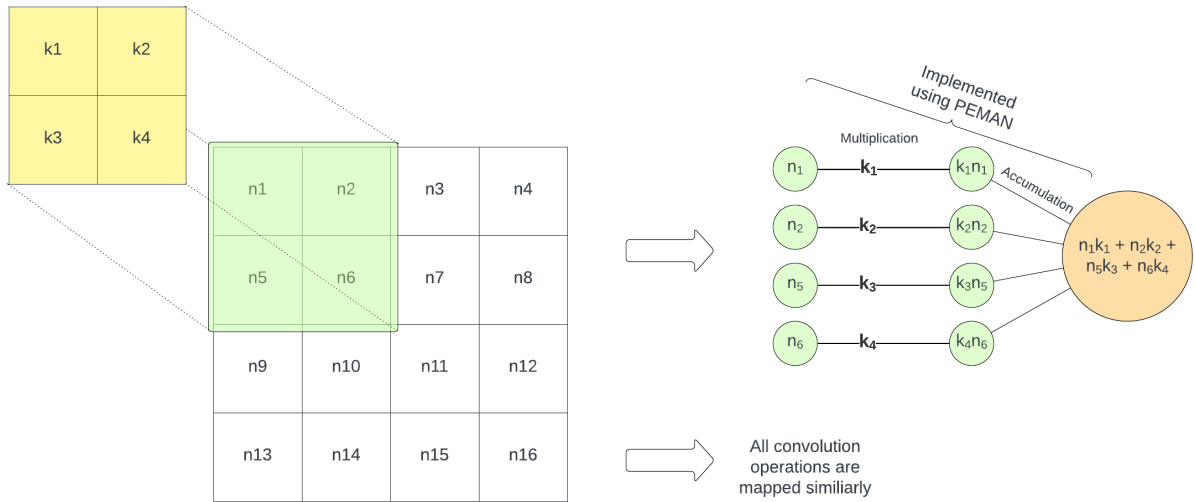 k1 k2
k3 k4
n1 n2 n3 n4
n5 n6 n7 n8
n9 n10 n11 n12
n13 n14 n15 n16
Implemented
using PEMAN
Multiplication
Accumulation
n₁ k₁ k₁n₁
n₂ k₂ k₂n₂
n₅ k₃ k₃n₅
n₆ k₄ k₄n₆
n₁k₁ + n₂k₂ +
n₅k₃ + n₆k₄
All convolution
operations are
mapped similiarly